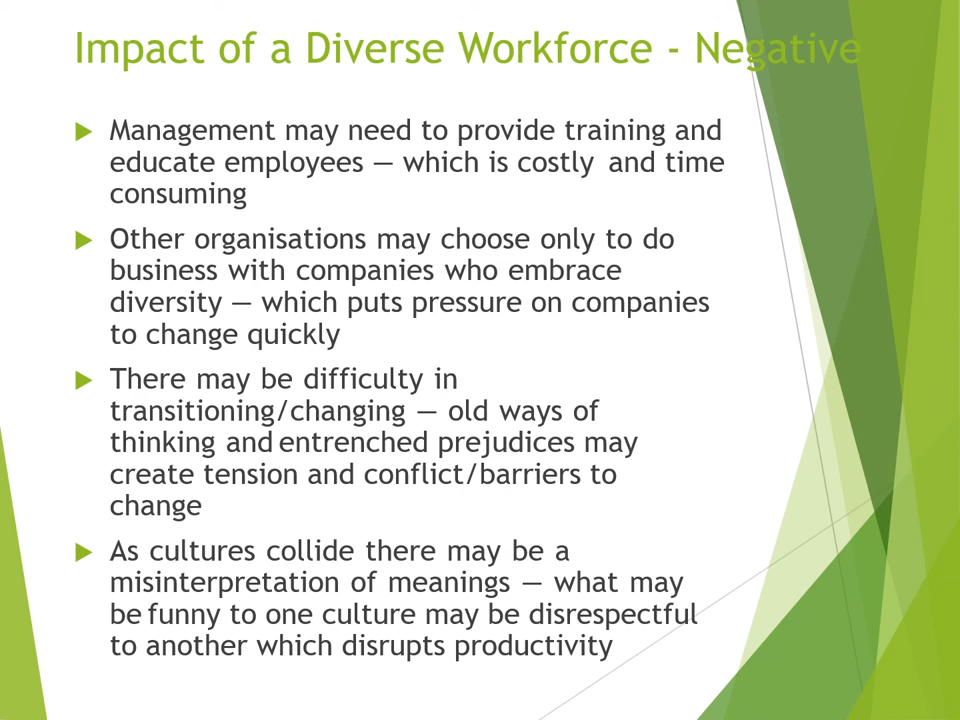 Impact of a Diverse Workforce - Negative
Management may need to provide training and
educate employees — which is costly and time
consuming
Other organisations may choose only to do
business with companies who embrace
diversity — which puts pressure on companies
to change quickly
There may be difficulty in
transitioning/changing — old ways of
thinking and entrenched prejudices may
create tension and conflict/barriers to
change
As cultures collide there may be a
misinterpretation of meanings — what may
be funny to one culture may be disrespectful
to another which disrupts productivity